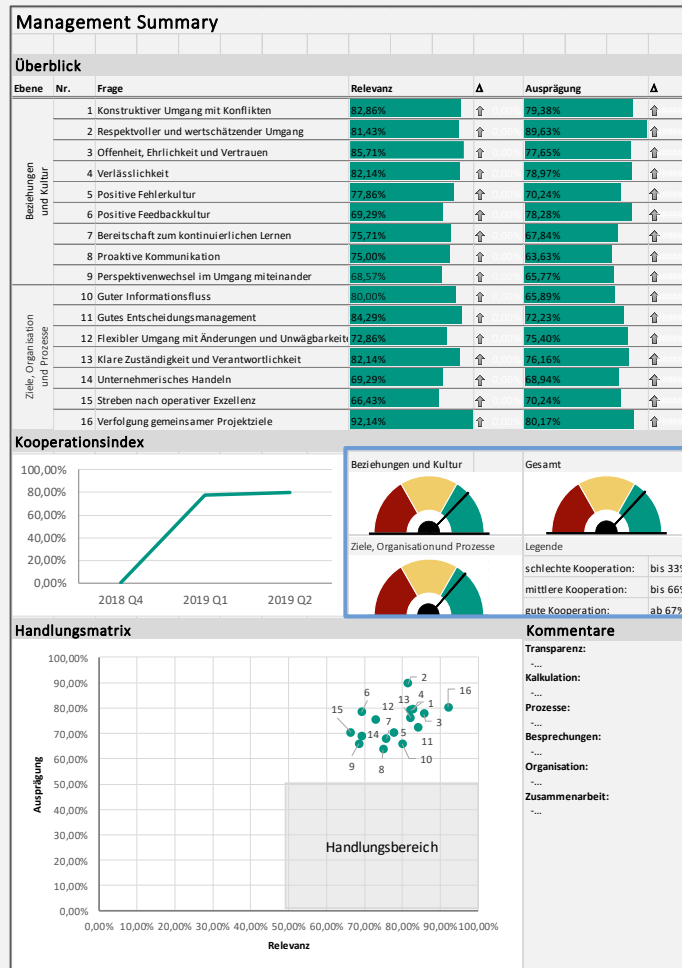 Management Summary
Überblick
Ebene Nr. Frage Relevanz Δ Ausprägung Δ
Beziehungen
und Kultur
1 Konstruktiver Umgang mit Konflikten 82,86% 79,38%
2 Respektvoller und wertschätzender Umgang 81,43% 89,63%
3 Offenheit, Ehrlichkeit und Vertrauen 85,71% 77,65%
4 Verlässlichkeit 82,14% 78,97%
5 Positive Fehlerkultur 77,86% 70,24%
6 Positive Feedbackkultur 69,29% 78,28%
7 Bereitschaft zum kontinuierlichen Lernen 75,71% 67,84%
8 Proaktive Kommunikation 75,00% 63,63%
9 Perspektivenwechsel im Umgang miteinander 68,57% 65,77%
Ziele, Organisation
und Prozesse
10 Guter Informationsfluss 80,00% 65,89%
11 Gutes Entscheidungsmanagement 84,29% 72,23%
12 Flexibler Umgang mit Änderungen und Unwägbarkeite 72,86% 75,40%
13 Klare Zuständigkeit und Verantwortlichkeit 82,14% 76,16%
14 Unternehmerisches Handeln 69,29% 68,94%
15 Streben nach operativer Exzellenz 66,43% 70,24%
16 Verfolgung gemeinsamer Projektziele 92,14% 80,17%
Kooperationsindex
100,00%
80,00%
60,00%
40,00%
20,00%
0,00%
2018 Q4 2019 Q1 2019 Q2
Beziehungen und Kultur Gesamt
Ziele, Organisationund Prozesse Legende
schlechte Kooperation: bis 33%
mittlere Kooperation: bis 66%
gute Kooperation: ab 67%
Handlungsmatrix
100,00%
90,00%
80,00%
70,00%
60,00%
50,00%
40,00%
30,00%
20,00%
10,00%
0,00%
Ausprägung
2
6 13 4 16
15 12 1
3
7
14 5 11
9 8 10
Handlungsbereich
0,00% 10,00% 20,00% 30,00% 40,00% 50,00% 60,00% 70,00% 80,00% 90,00% 100,00%
Relevanz
Kommentare
Transparenz:
-...
Kalkulation:
-...
Prozesse:
-...
Besprechungen:
-...
Organisation:
-...
Zusammenarbeit:
-...